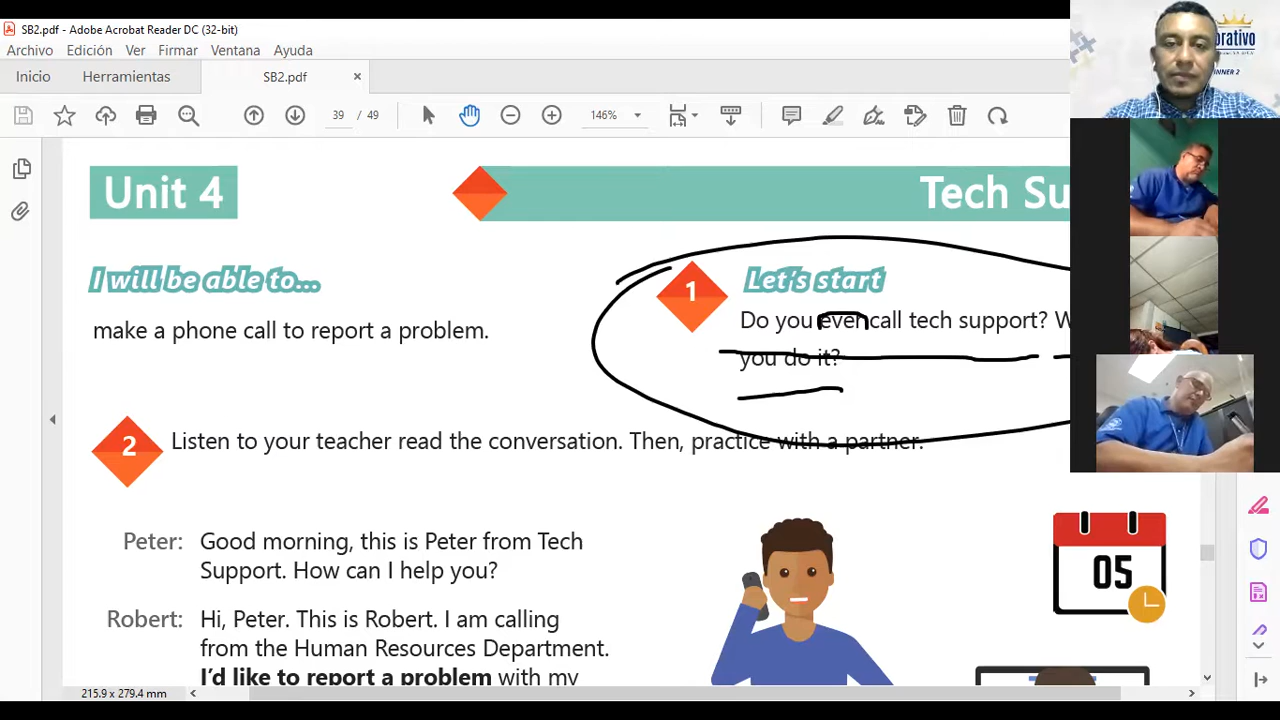 SB2.pdf - Adobe Acrobat Reader DC (32-bit)
Archivo Edición Ver Firmar Ventana Ayuda
Inicio Herramientas SB2.pdf ×
39 / 49 146%
orativo
INNER 2
Unit 4
Tech Su
I will be able to...
make a phone call to report a problem.
1
Let's start
Do you even call tech support? W
you do it?
2 Listen to your teacher read the conversation. Then, practice with a partner.
Peter: Good morning, this is Peter from Tech
Support. How can I help you?
Robert: Hi, Peter. This is Robert. I am calling
from the Human Resources Department.
I'd like to report a problem with my
05
215.9 x 279.4 mm